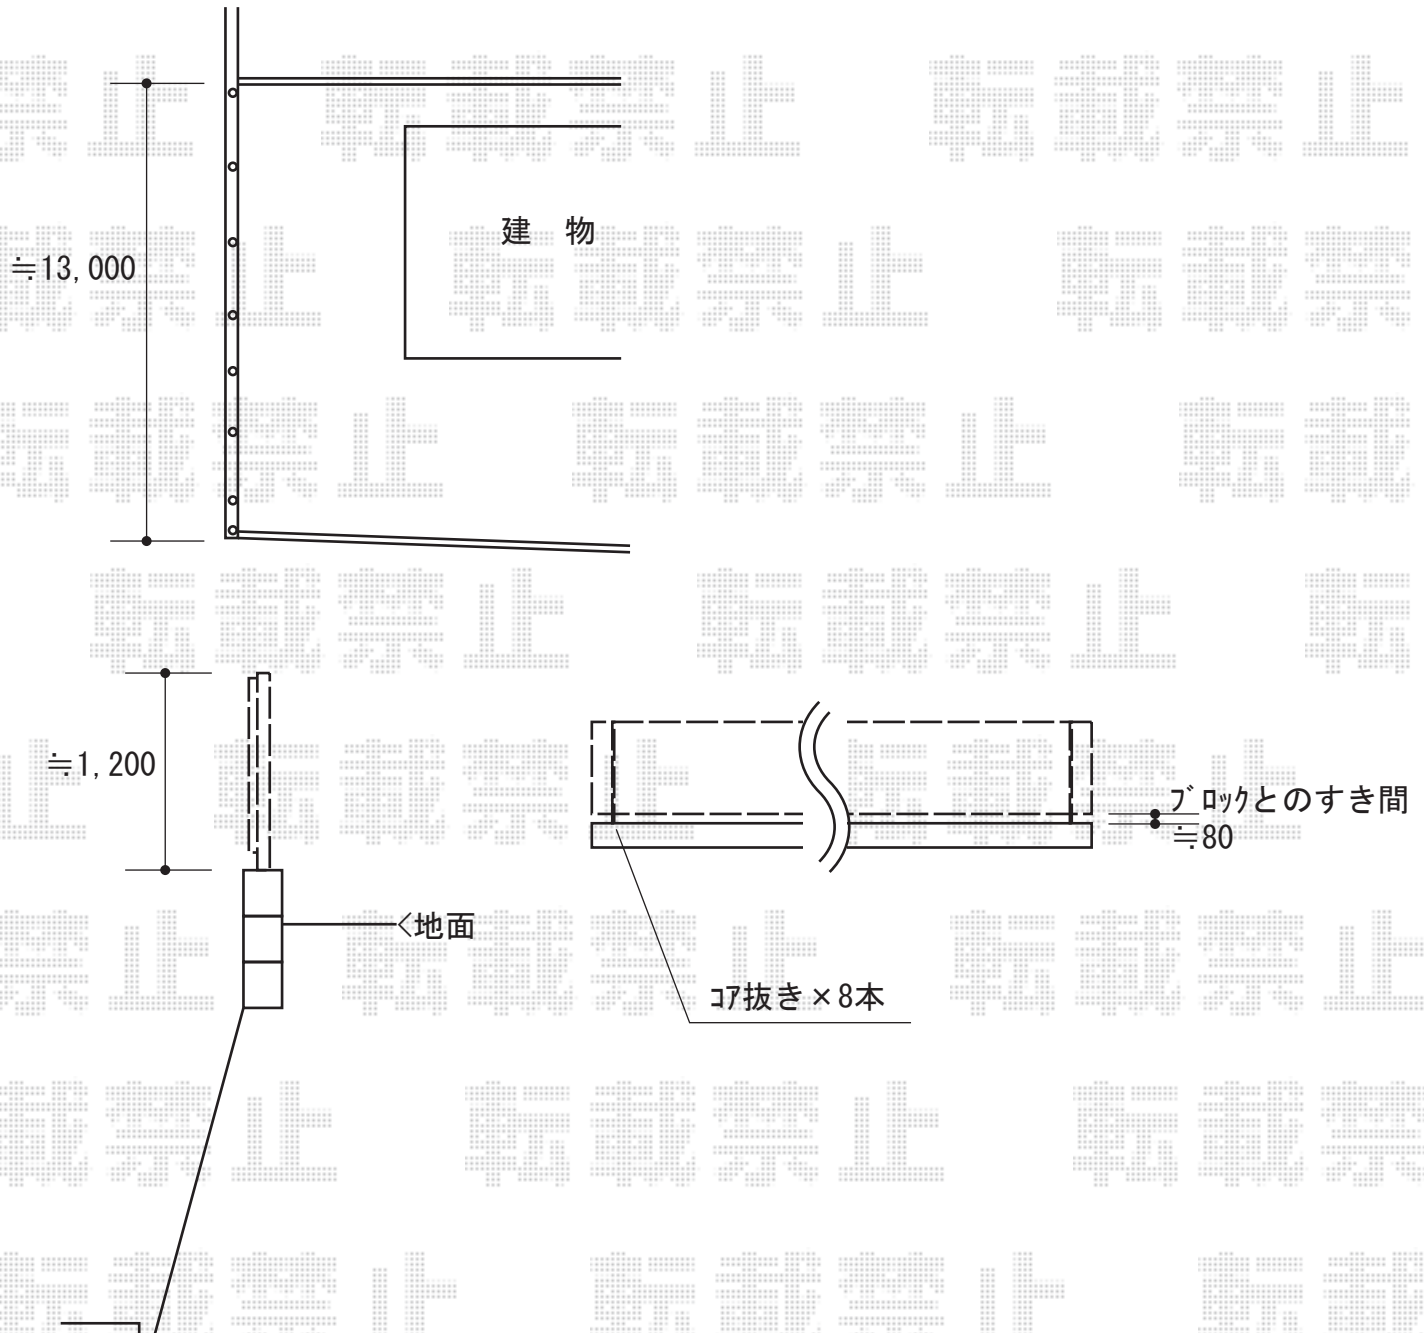 建　物
≒13,000
≒1,200
ブロックとのすき間
≒80
<地面
コア抜き×8本
転載禁止